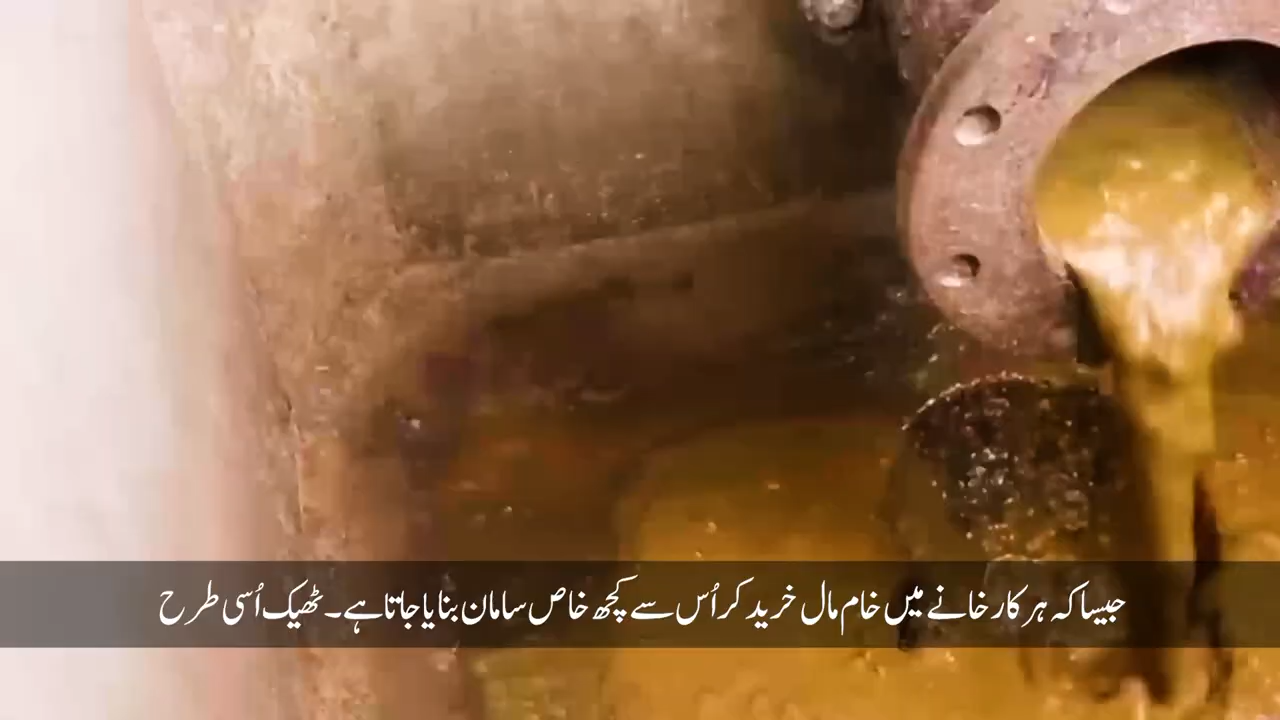 جیسا کہ ہر کارخانے میں خام مال خرید کر اُس سے کچھ خاص سامان بنایا جاتا ہے۔ ٹھیک اُسی طرح